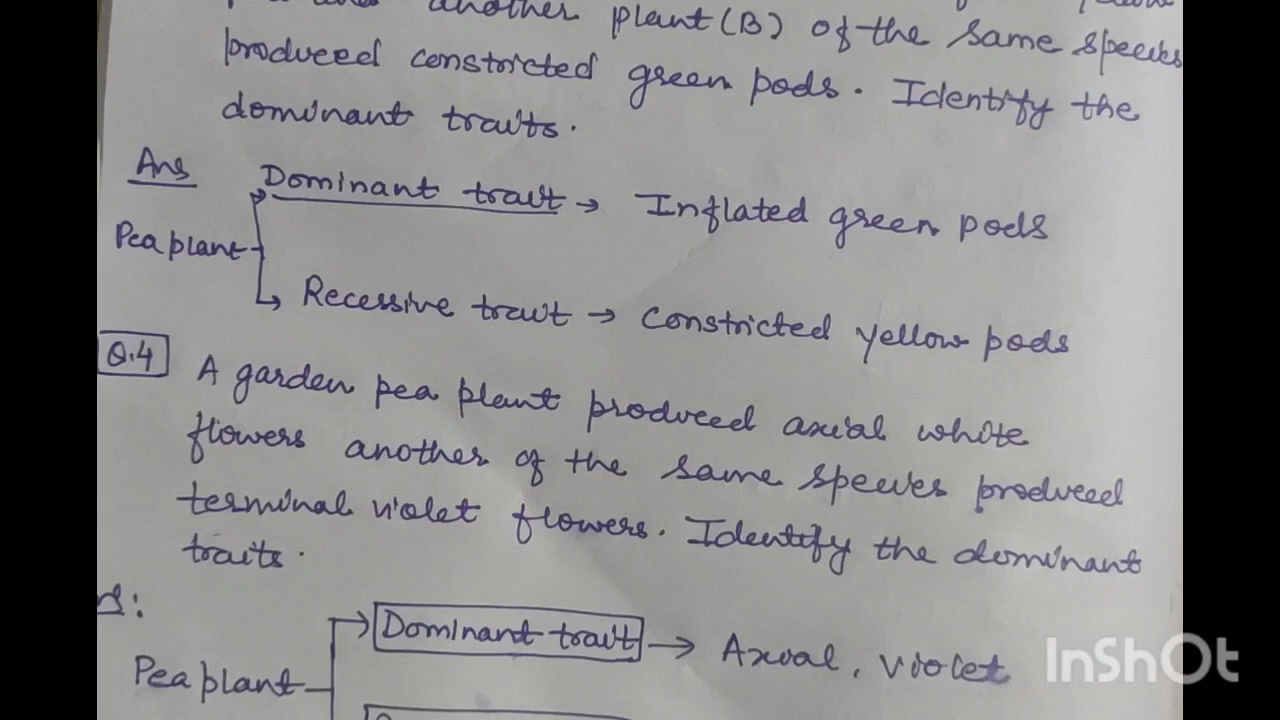 another plant (B) of the same species
produced constricted green pods. Identify the
dominant traits.
Ans Dominant trait → Inflated green pods
Pea plant
Recessive trait → constricted yellow pods
Q.4 A garden pea plant produced axial white
flowers another of the same species produced
terminal violet flowers. Identify the dominant
traits.
Dominant trait → Axial, Violet
Pea plant
InShOt